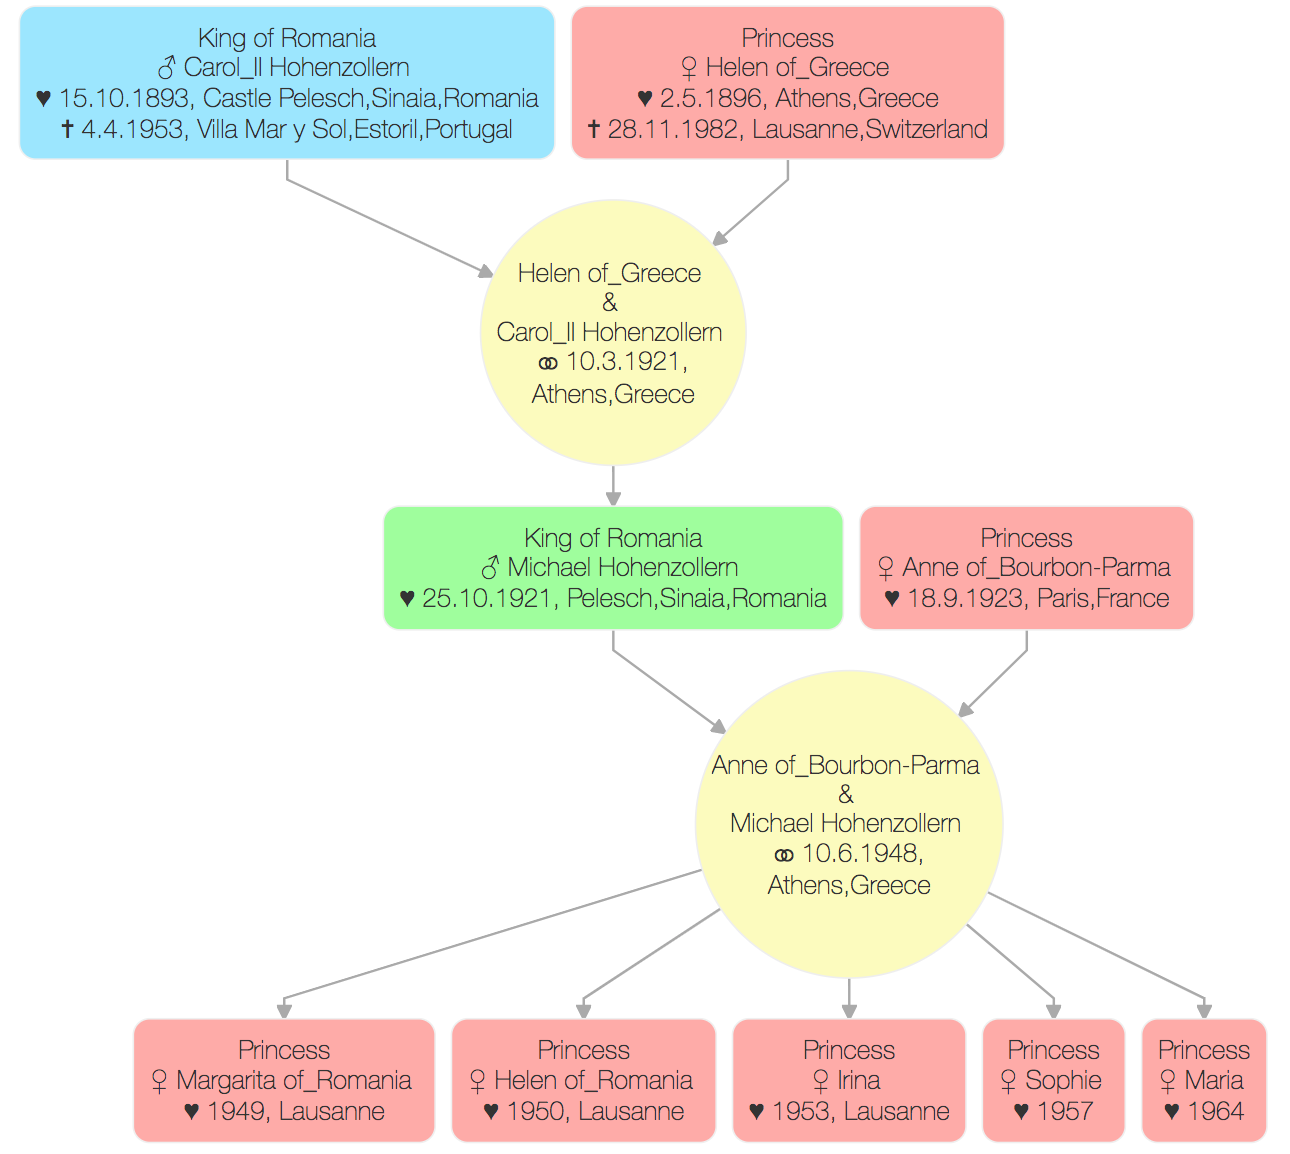 King of Romania
♂ Carol_II Hohenzollern
♥ 15.10.1893, Castle Pelesch,Sinaia,Romania
✝ 4.4.1953, Villa Mar y Sol,Estoril,Portugal
Princess
♀ Helen of_Greece
♥ 2.5.1896, Athens,Greece
✝ 28.11.1982, Lausanne,Switzerland
Helen of_Greece
&
Carol_II Hohenzollern
⚭ 10.3.1921,
Athens,Greece
King of Romania
♂ Michael Hohenzollern
♥ 25.10.1921, Pelesch,Sinaia,Romania
Princess
♀ Anne of_Bourbon-Parma
♥ 18.9.1923, Paris,France
Anne of_Bourbon-Parma
&
Michael Hohenzollern
⚭ 10.6.1948,
Athens,Greece
Princess
♀ Margarita of_Romania
♥ 1949, Lausanne
Princess
♀ Helen of_Romania
♥ 1950, Lausanne
Princess
♀ Irina
♥ 1953, Lausanne
Princess
♀ Sophie
♥ 1957
Princess
♀ Maria
♥ 1964